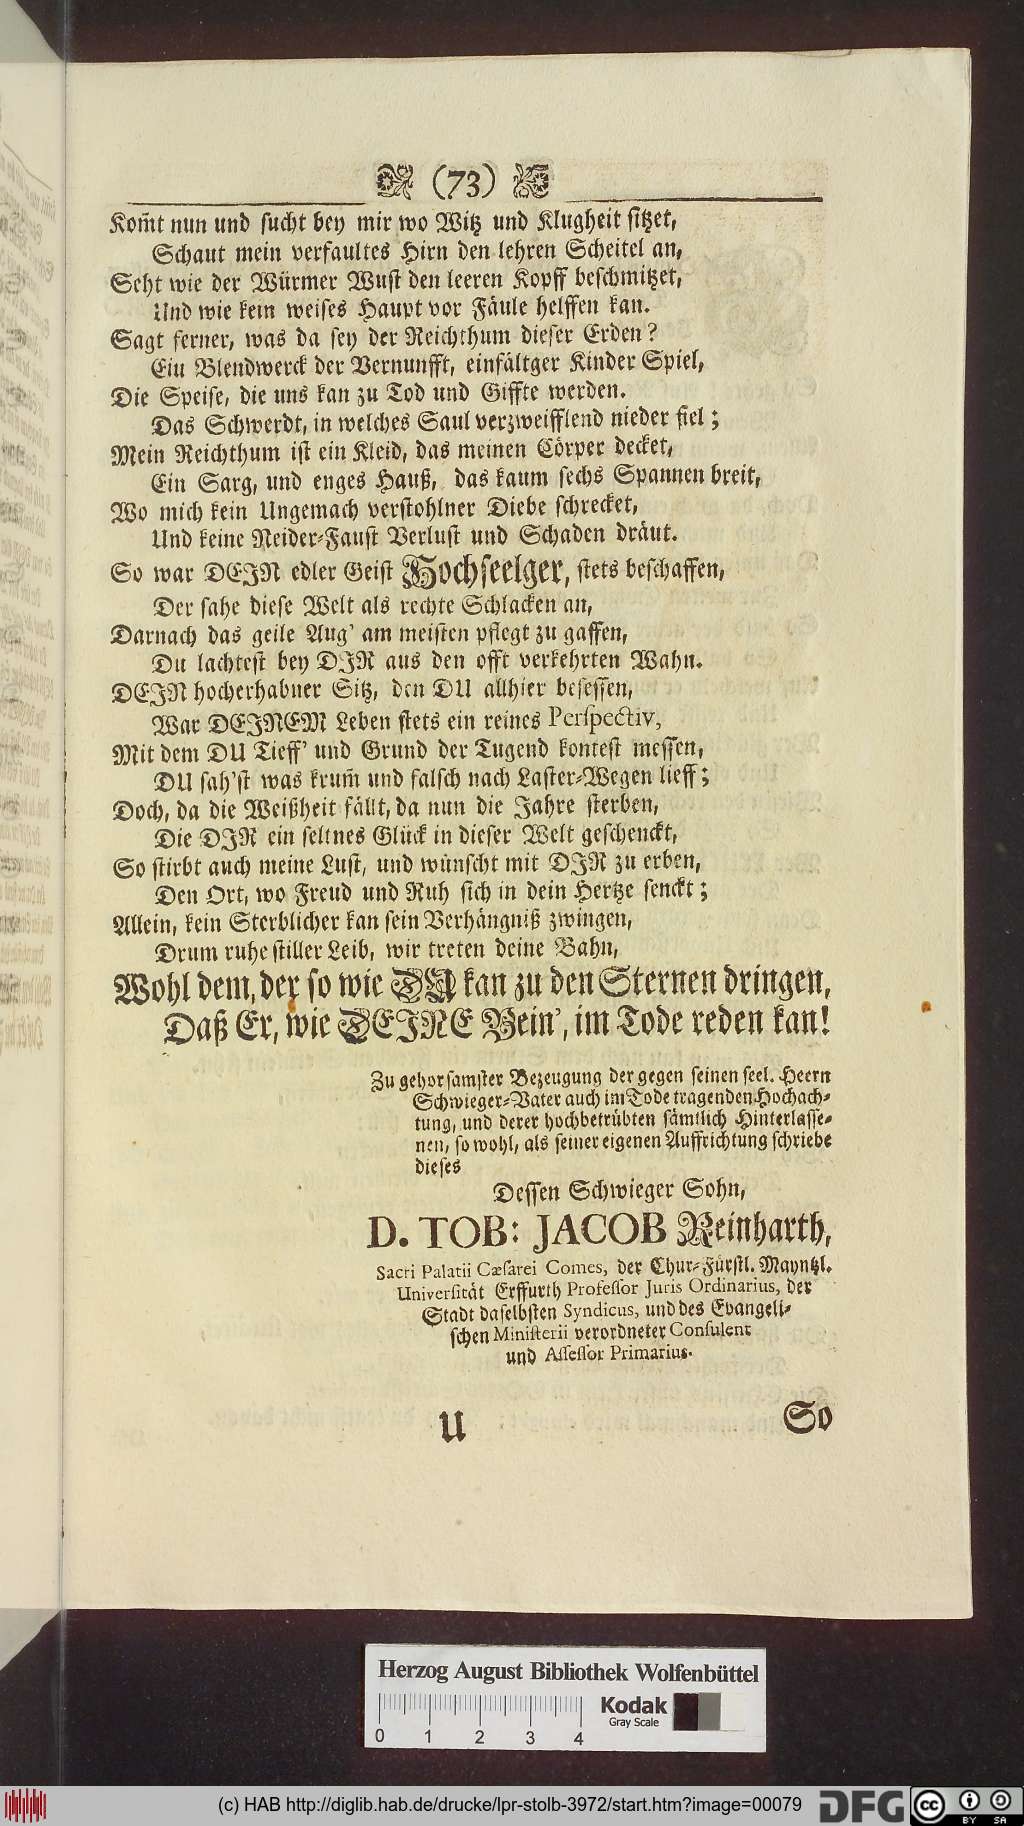 (73)
Kom̃t nun und sucht bey mir wo Witz und Klugheit sitzet,
Schaut mein verfaultes Hirn den lehren Scheitel an,
Seht wie der Würmer Wust den leeren Kopff beschmitzet,
Und wie kein weises Haupt vor Fäule helffen kan.
Sagt ferner, was da sey der Reichthum dieser Erden?
Ein Blendwerck der Vernunfft, einfältger Kinder Spiel,
Die Speise, die uns kan zu Tod und Giffte werden.
Das Schwerdt, in welches Saul verzweifflend nieder fiel;
Mein Reichthum ist ein Kleid, das meinen Cörper decket,
Ein Sarg, und enges Hauß, das kaum sechs Spannen breit,
Wo mich kein Ungemach verstohlner Diebe schrecket,
Und keine Neider-Faust Verlust und Schaden dräut.
So war DEJN edler Geist Hochseelger, stets beschaffen,
Der sahe diese Welt als rechte Schlacken an,
Darnach das geile Aug' am meisten pflegt zu gaffen,
Du lachtest bey DJR aus den offt verkehrten Wahn.
DEJN hocherhabner Sitz, den DU allhier besessen,
War DEJNEM Leben stets ein reines Perspectiv,
Mit dem DU Tieff' und Grund der Tugend kontest messen,
DU sah'st was krum̃ und falsch nach Laster-Wegen lieff;
Doch, da die Weißheit fällt, da nun die Jahre sterben,
Die DJR ein seltnes Glück in dieser Welt geschenckt,
So stirbt auch meine Lust, und wünscht mit DJR zu erben,
Den Ort, wo Freud und Ruh sich in dein Hertze senckt;
Allein, kein Sterblicher kan sein Verhängniß zwingen,
Drum ruhe stiller Leib, wir treten deine Bahn,
Wohl dem, der so wie DU kan zu den Sternen dringen,
Daß Er, wie DEJNE Bein', im Tode reden kan!
Zu gehorsamster Bezeugung der gegen seinen seel. Heern
Schwieger-Vater auch im Tode tragenden Hochach-
tung, und derer hochbetrübten sämtlich Hinterlasse-
nen, so wohl, als seiner eigenen Auffrichtung schriebe
dieses
Dessen Schwieger Sohn,
D. TOB: JACOB Reinharth,
Sacri Palatii Cæsarei Comes, der Chur-Fürstl. Mayntzl.
Universität Erffurth Professor Juris Ordinarius, der
Stadt daselbsten Syndicus, und des Evangeli-
schen Ministerii verordneter Consulent
und Assessor Primarius.
U So
Herzog August Bibliothek Wolfenbüttel
Kodak
Gray Scale
0 1 2 3 4
(c) HAB http://diglib.hab.de/drucke/lpr-stolb-3972/start.htm?image=00079
DFG
cc BY SA